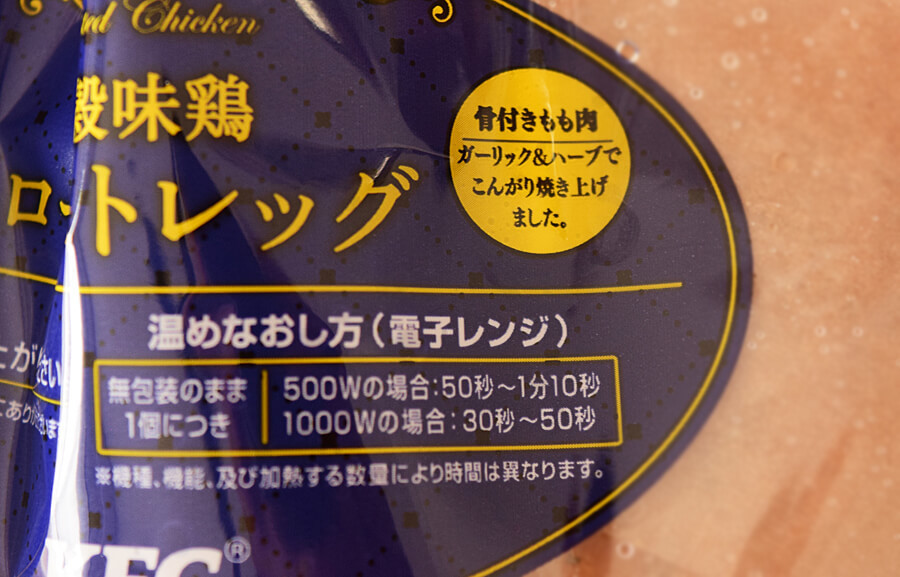 Chicken
穀味鶏
ロートレッグ
骨付きもも肉
ガーリック&ハーブで
こんがり焼き上げ
ました。
温めなおし方(電子レンジ)
無包装のまま
1個につき
500Wの場合:50秒〜1分10秒
1000Wの場合:30秒〜50秒
※機種、機能、及び加熱する数量により時間は異なります。
KFC®